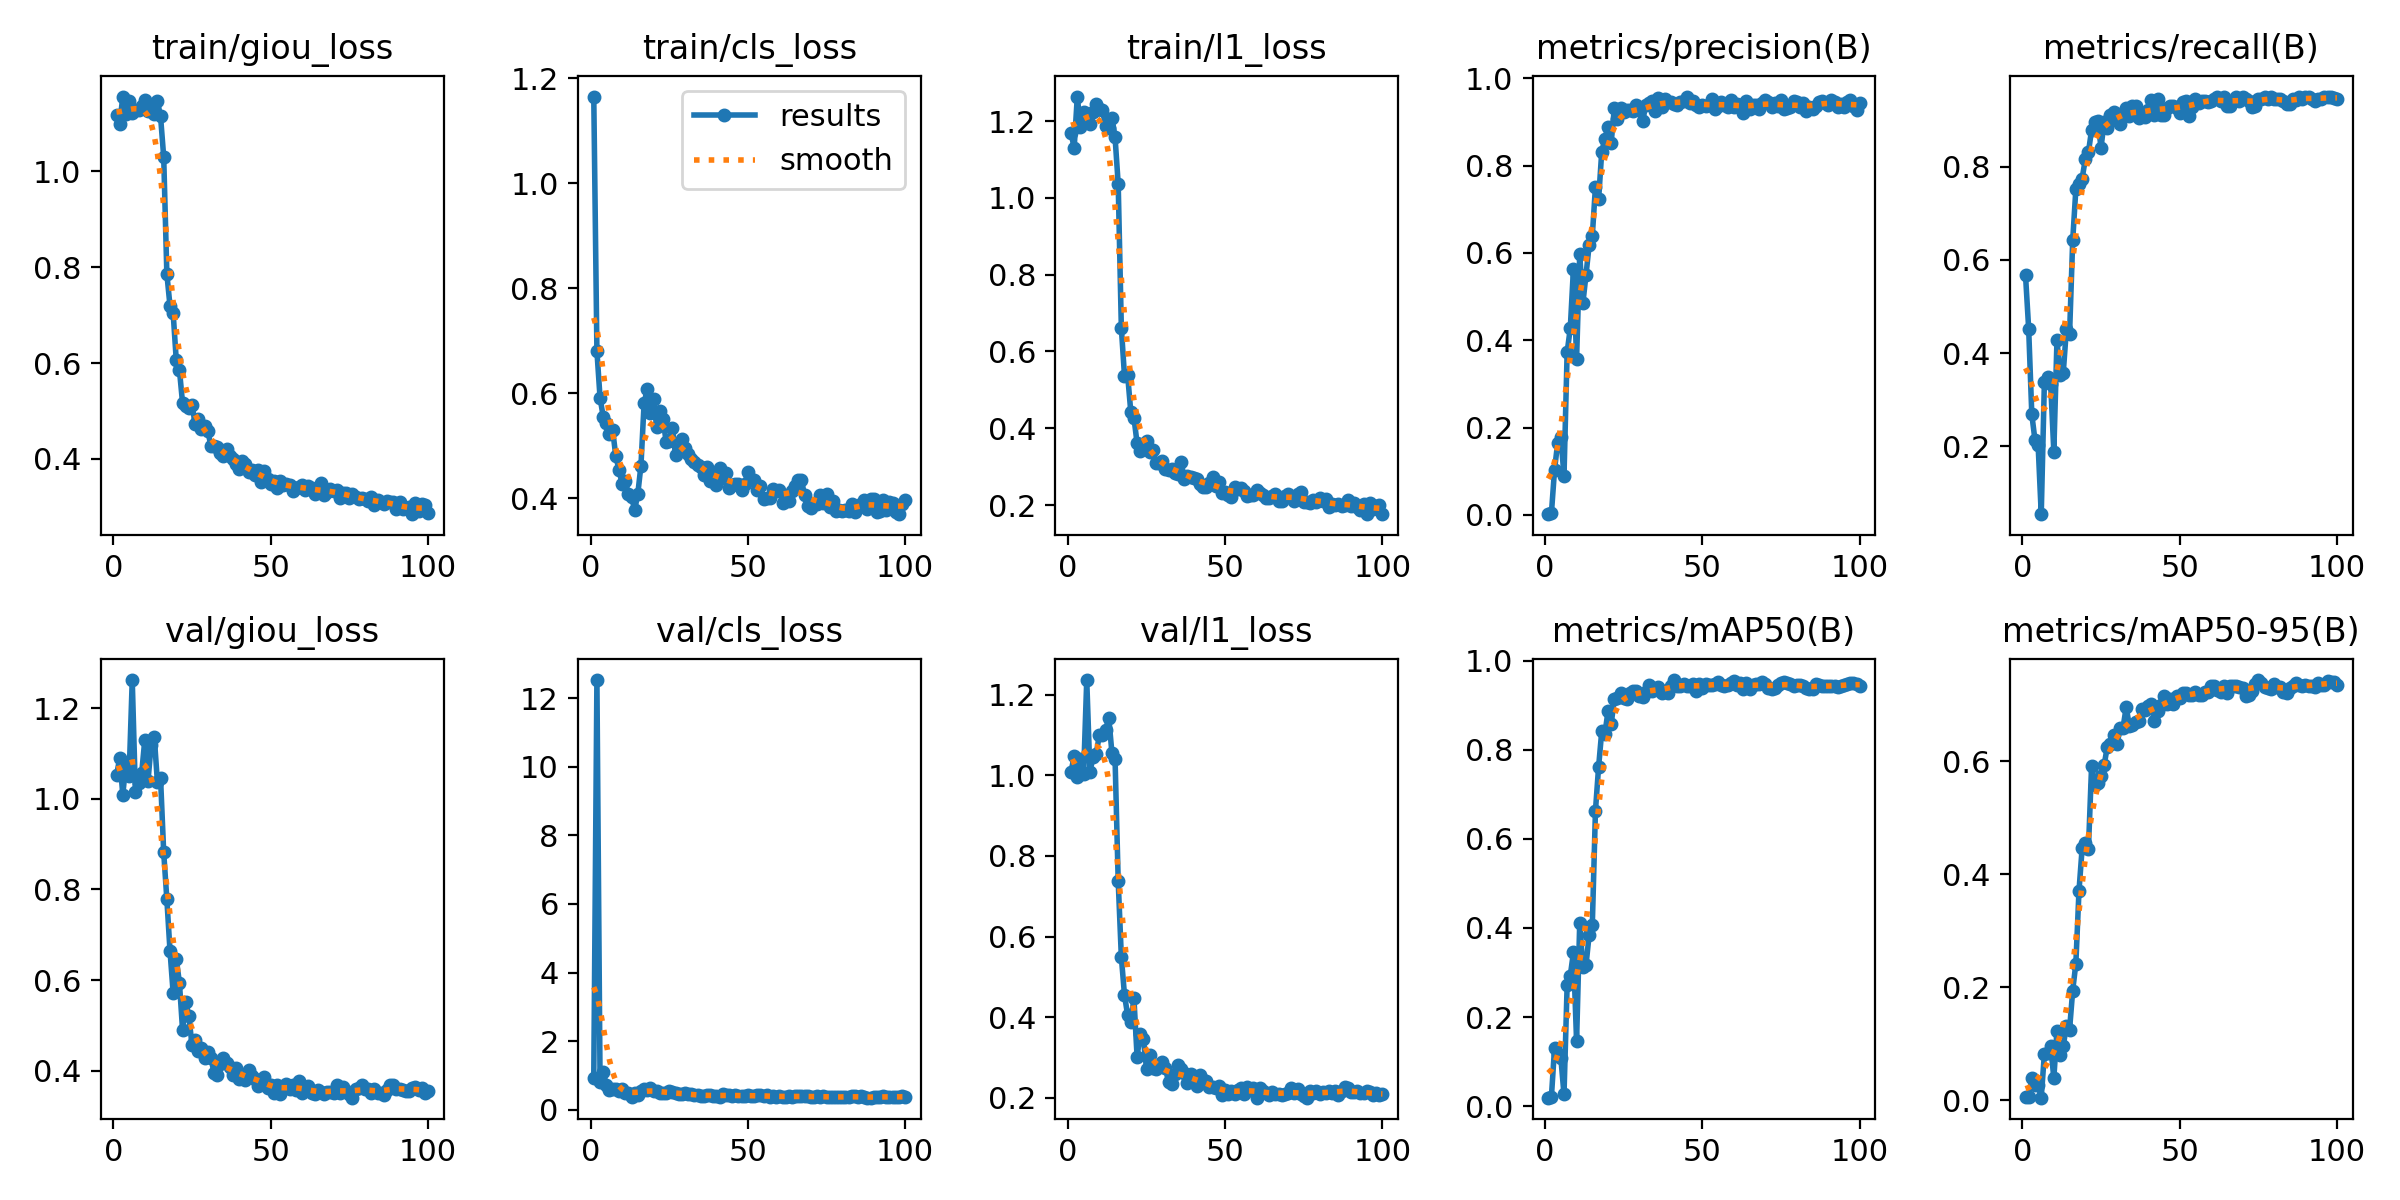 train/giou_loss
1.0
0.8
0.6
0.4
0 50 100
train/cls_loss
results
smooth
1.2
1.0
0.8
0.6
0.4
0 50 100
train/l1_loss
1.2
1.0
0.8
0.6
0.4
0.2
0 50 100
metrics/precision(B)
1.0
0.8
0.6
0.4
0.2
0.0
0 50 100
metrics/recall(B)
0.8
0.6
0.4
0.2
0 50 100
val/giou_loss
1.2
1.0
0.8
0.6
0.4
0 50 100
val/cls_loss
12
10
8
6
4
2
0
0 50 100
val/l1_loss
1.2
1.0
0.8
0.6
0.4
0.2
0 50 100
metrics/mAP50(B)
1.0
0.8
0.6
0.4
0.2
0.0
0 50 100
metrics/mAP50-95(B)
0.6
0.4
0.2
0.0
0 50 100